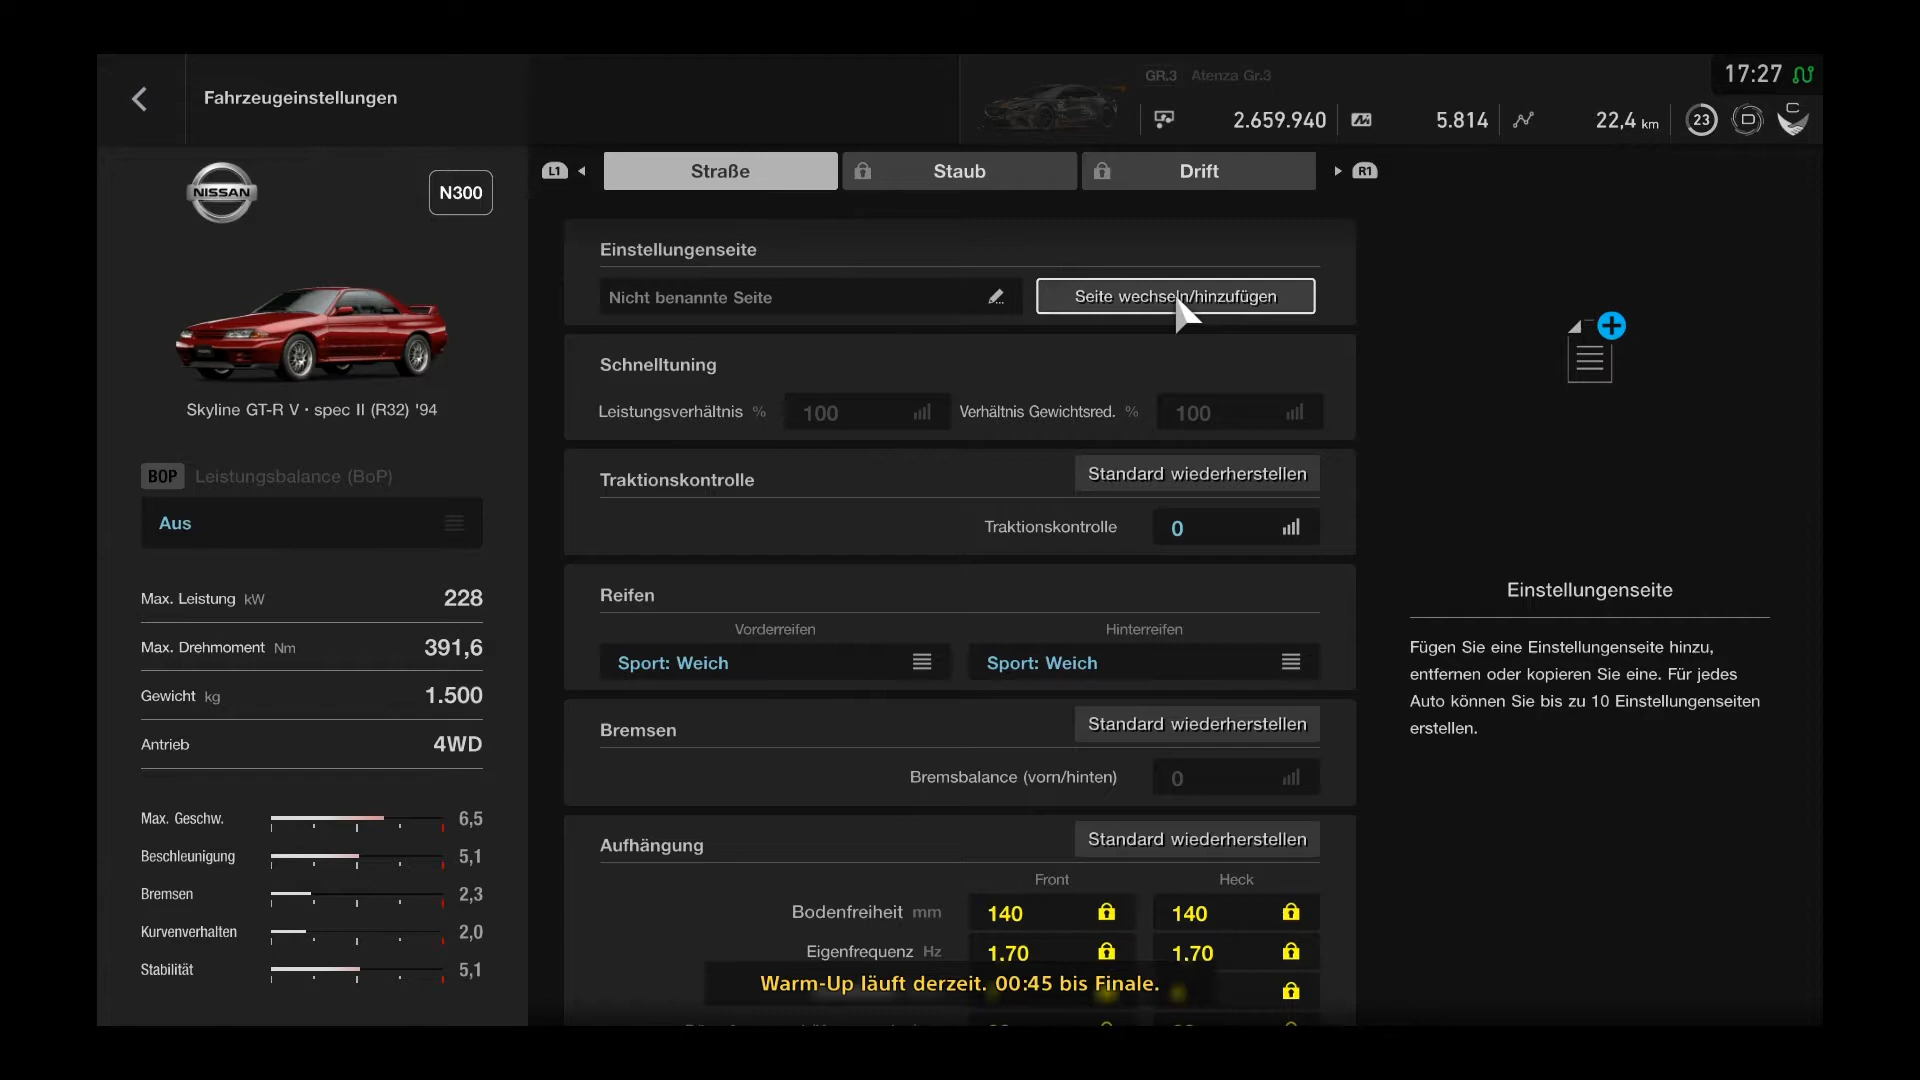 Fahrzeugeinstellungen
GR.3 Atenza Gr.3
17:27
2.659.940
5.814
22,4 km
23
D
C
NISSAN
N300
L1
Straße
Staub
Drift
R1
Einstellungenseite
Nicht benannte Seite
Seite wechseln/hinzufügen
Skyline GT-R V・spec II (R32) '94
Schnelltuning
Leistungsverhältnis % 100
Verhältnis Gewichtsred. % 100
BOP Leistungsbalance (BoP)
Aus
Traktionskontrolle
Standard wiederherstellen
Traktionskontrolle 0
Max. Leistung kW 228
Max. Drehmoment Nm 391,6
Gewicht kg 1.500
Antrieb 4WD
Reifen
Vorderreifen
Hinterreifen
Sport: Weich
Sport: Weich
Bremsen
Standard wiederherstellen
Bremsbalance (vorn/hinten) 0
Max. Geschw. 6,5
Beschleunigung 5,1
Bremsen 2,3
Kurvenverhalten 2,0
Stabilität 5,1
Aufhängung
Standard wiederherstellen
Front
Heck
Bodenfreiheit mm 140 140
Eigenfrequenz Hz 1.70 1.70
Warm-Up läuft derzeit. 00:45 bis Finale.
Einstellungenseite
Fügen Sie eine Einstellungenseite hinzu,
entfernen oder kopieren Sie eine. Für jedes
Auto können Sie bis zu 10 Einstellungenseiten
erstellen.